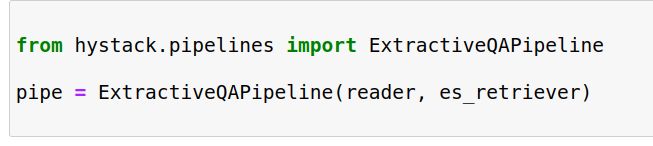 from hystack.pipelines import ExtractiveQAPipeline
pipe = ExtractiveQAPipeline(reader, es_retriever)